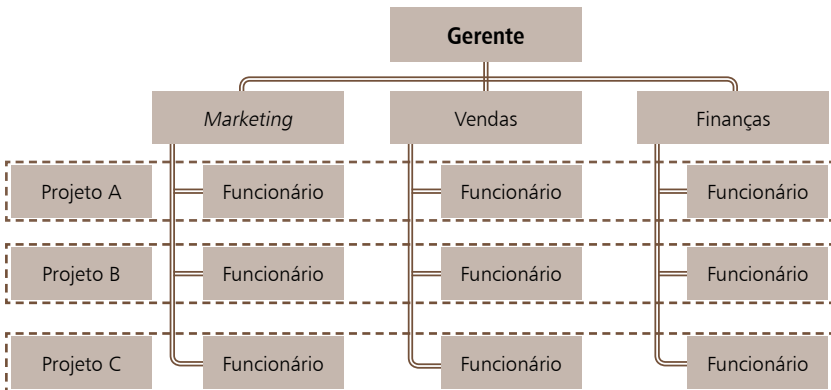 Gerente
Marketing Vendas Finanças
Projeto A Funcionário Funcionário Funcionário
Projeto B Funcionário Funcionário Funcionário
Projeto C Funcionário Funcionário Funcionário